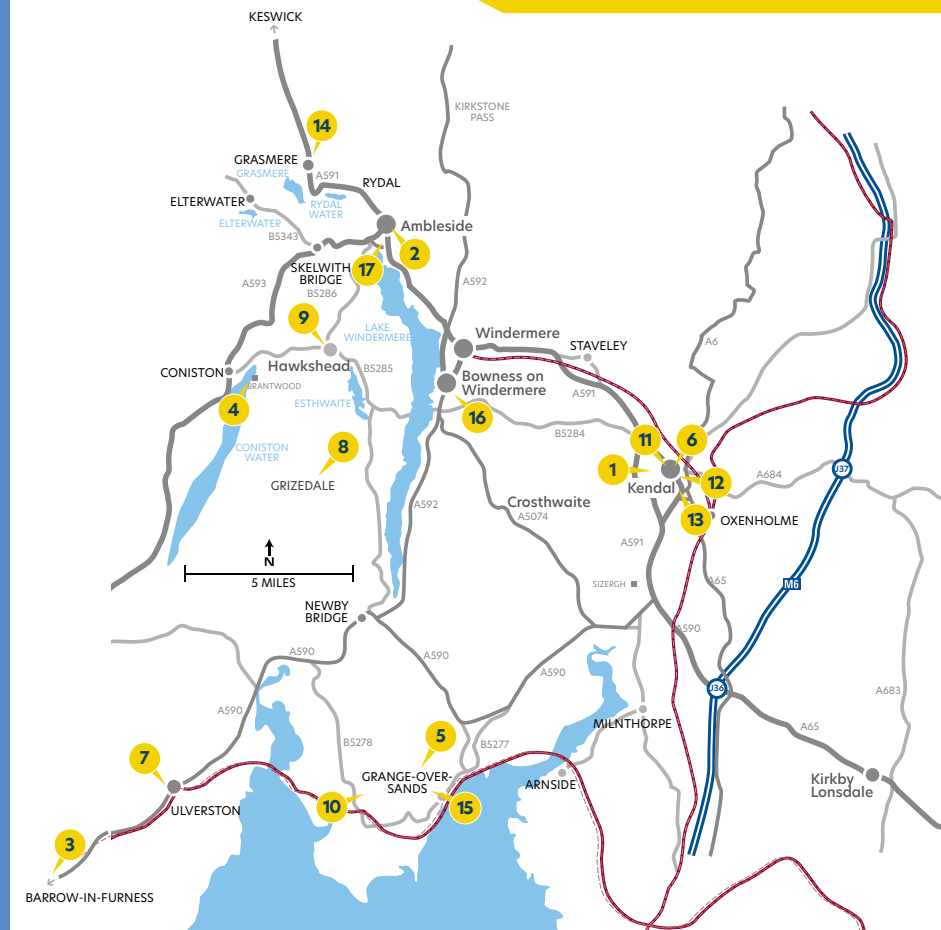 KESWICK
KIRKSTONE
PASS
14
GRASMERE
GRASMERE
A591
RYDAL
ELTERWATER
RYDAL
WATER
ELTERWATER
Ambleside
B5343
2
SKELWITH
BRIDGE
17
A593
B5286
A592
9
LAKE
WINDERMERE
Windermere
A6
STAVELEY
Hawkshead
B5285
CONISTON
BRANTWOOD
Bowness on
Windermere
A591
ESTHWAITE
4
16
B5284
11
6
8
CONISTON
WATER
1
J37
A684
12
GRIZEDALE
Kendal
A592
Crosthwaite
A5074
13
OXENHOLME
A591
N
5 MILES
SIZERGH
A65
M6
NEWBY
BRIDGE
A590
A590
A590
A590
J36
A683
A590
MILNTHORPE
A65
5
B5278
B5277
7
GRANGE-OVER-
SANDS
ARNSIDE
Kirkby
Lonsdale
10
15
ULVERSTON
3
BARROW-IN-FURNESS